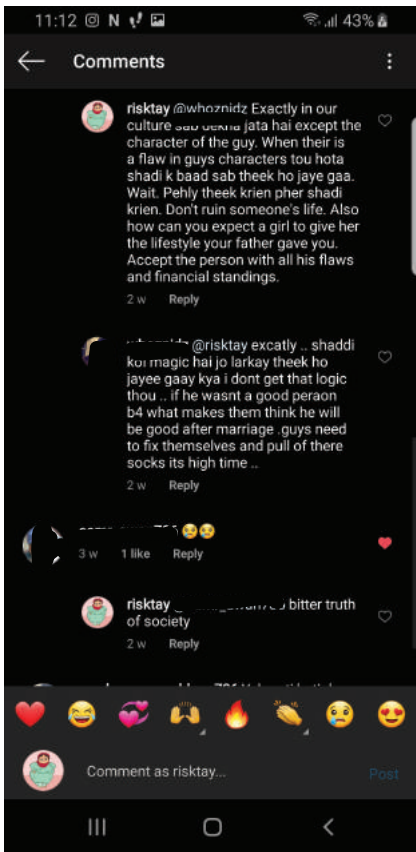 11:12 N 43%
Comments
risktay @whoznidz Exactly in our
culture sab dekha jata hai except the
character of the guy. When their is
a flaw in guys characters tou hota
shadi k baad sab theek ho jaye gaa.
Wait. Pehly theek krien pher shadi
krien. Don't ruin someone's life. Also
how can you expect a girl to give her
the lifestyle your father gave you.
Accept the person with all his flaws
and financial standings.
2 w Reply
@risktay excatly .. shaddi
koi magic hai jo larkay theek ho
jayee gaay kya i dont get that logic
thou .. if he wasnt a good peraon
b4 what makes them think he will
be good after marriage .guys need
to fix themselves and pull of there
socks its high time ..
2 w Reply
😢😢
3 w 1 like Reply
risktay bitter truth
of society
2 w Reply
❤️ 😂 💞 🙌 🔥 👏 😢 😍
Comment as risktay... Post